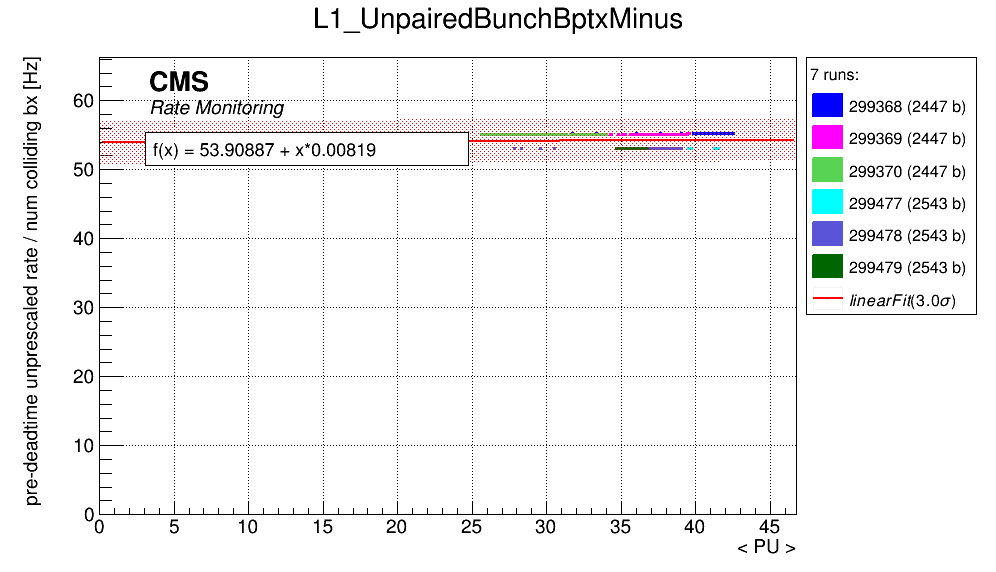 L1_UnpairedBunchBptxMinus
pre-deadtime unprescaled rate / num colliding bx [Hz]
CMS
Rate Monitoring
f(x) = 53.90887 + x*0.00819
60
50
40
30
20
10
0
0 5 10 15 20 25 30 35 40 45
< PU >
7 runs:
299368 (2447 b)
299369 (2447 b)
299370 (2447 b)
299477 (2543 b)
299478 (2543 b)
299479 (2543 b)
linearFit(3.0σ)